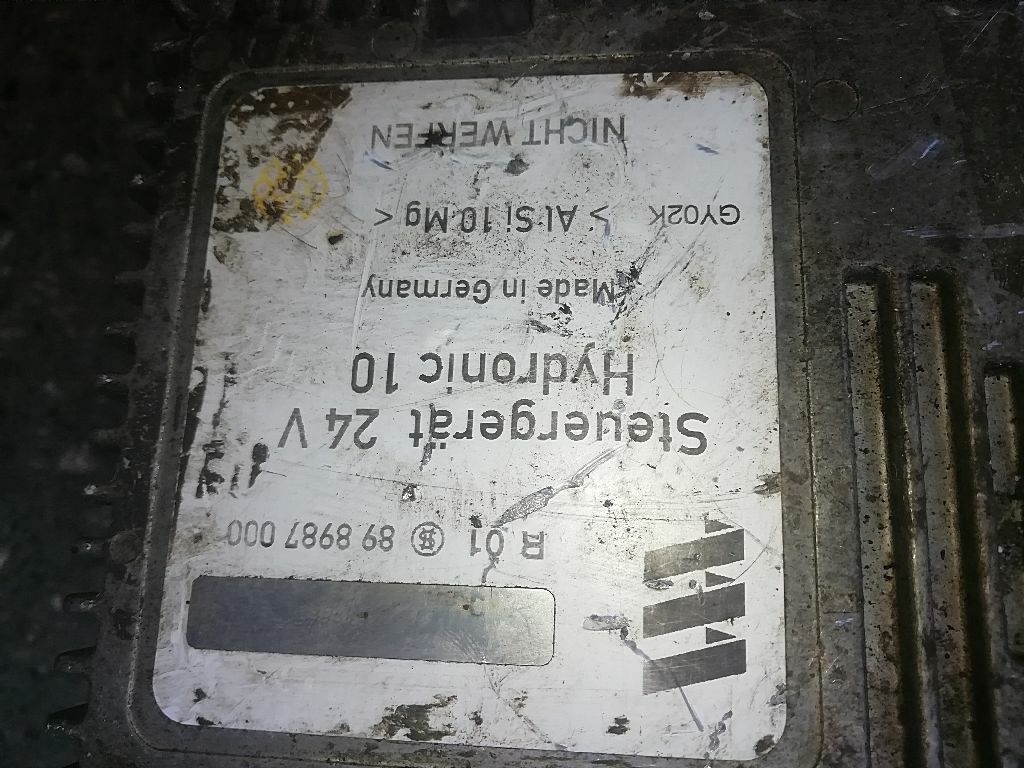 R 01 89 8987 000
Steuergerät 24 V
Hydronic 10
Made in Germany
GY02K > Al Si 10 Mg <
NICHT WERFEN